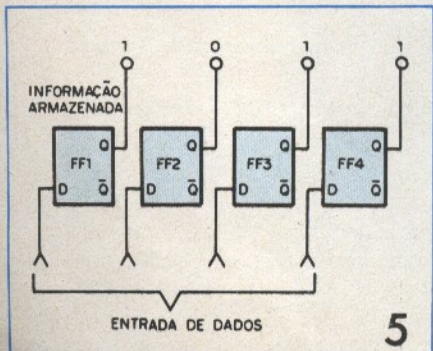 1 0 1 1
INFORMAÇÃO
ARMAZENADA
Q Q Q Q
FF1 FF2 FF3 FF4
D Q̅ D Q̅ D Q̅ D Q̅
ENTRADA DE DADOS
5